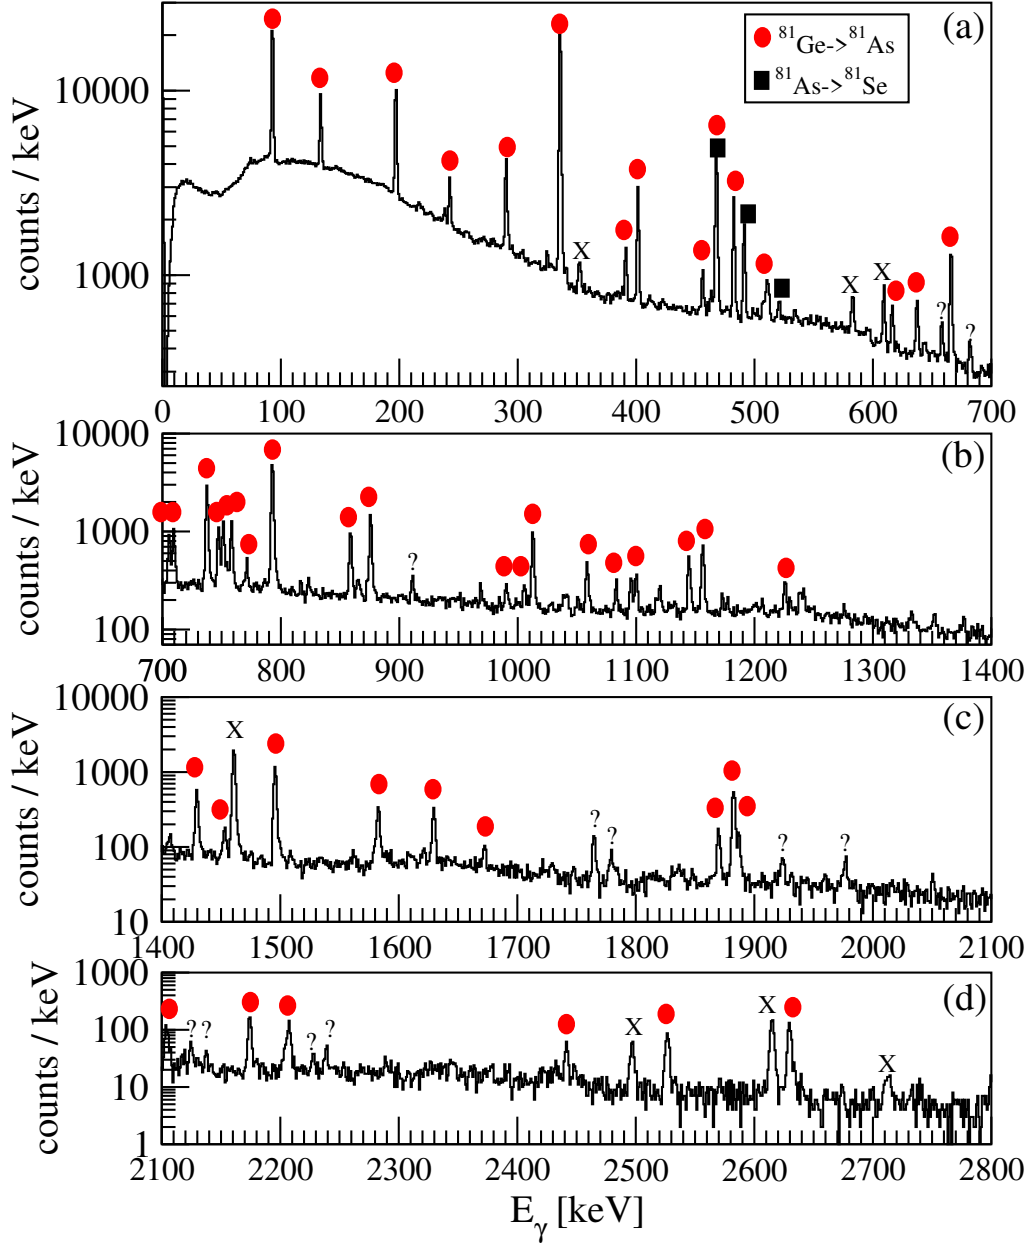 (a)
81Ge->81As
81As->81Se
counts / keV
10000
1000
X
X
X
?
?
0 100 200 300 400 500 600 700
(b)
counts / keV
10000
1000
100
?
700 800 900 1000 1100 1200 1300 1400
(c)
counts / keV
10000
1000
100
10
X
?
?
?
?
1400 1500 1600 1700 1800 1900 2000 2100
(d)
counts / keV
1000
100
10
1
?
?
?
?
X
X
X
2100 2200 2300 2400 2500 2600 2700 2800
Eγ [keV]